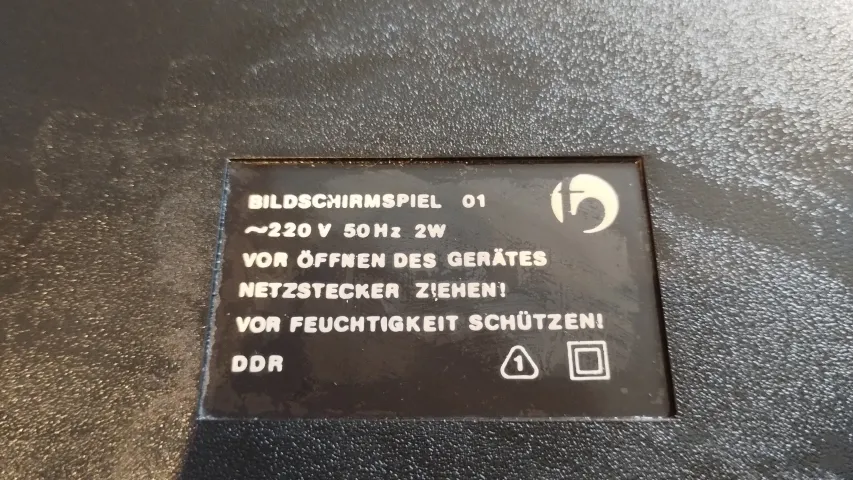 BILDSCHIRMSPIEL 01
~220 V 50 Hz 2W
VOR ÖFFNEN DES GERÄTES
NETZSTECKER ZIEHEN!
VOR FEUCHTIGKEIT SCHÜTZEN!
DDR 1